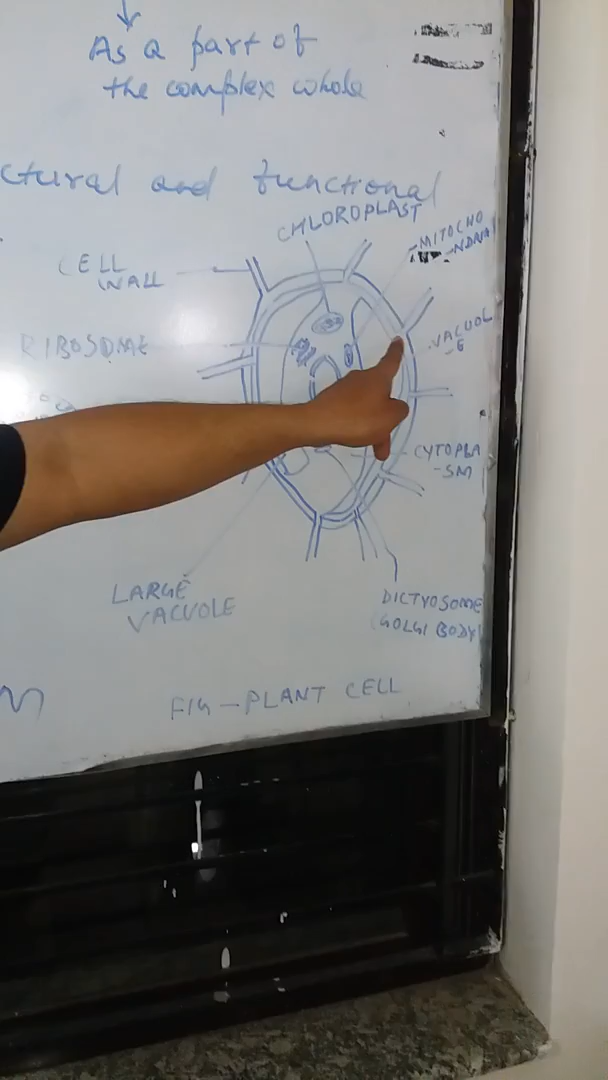 As a part of
the complex whole
ctural and functional
CHLOROPLAST
MITOCHO
-NDRIA
CELL
WALL
RIBOSOME
VACUOL
-E
CYTOPLA
-SM
LARGE
VACUOLE
DICTYOSOME
(GOLGI BODY)
FIG - PLANT CELL